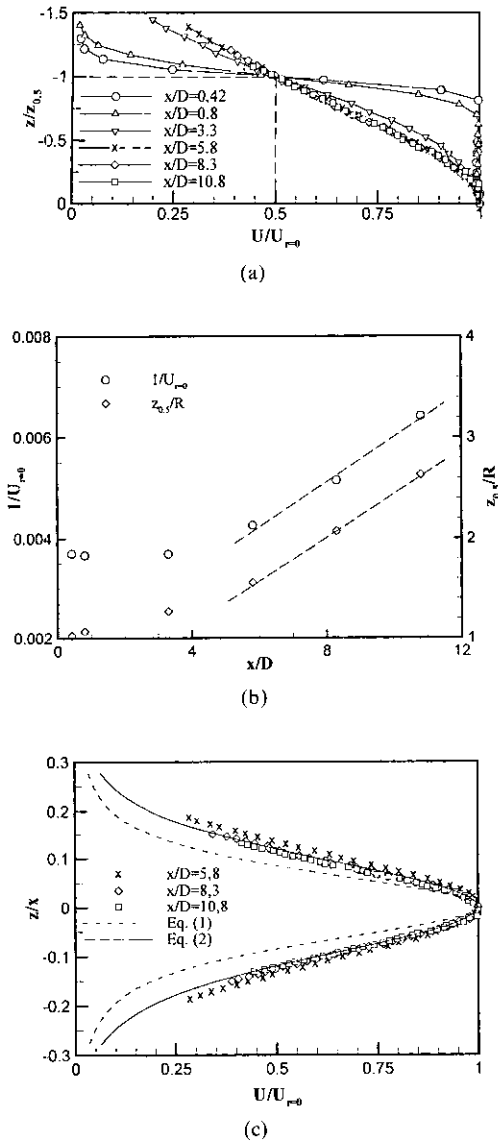 -1.5
-1
-0.5
0
z/z0.5
x/D=0.42
x/D=0.8
x/D=3.3
x/D=5.8
x/D=8.3
x/D=10.8
0 0.25 0.5 0.75 1
U/Ur=0
(a)
0.008
0.006
0.004
0.002
1/Ur=0
1/Ur=0
z0.5/R
4
3
2
1
z0.5/R
0 4 8 12
x/D
(b)
0.3
0.2
0.1
0
-0.1
-0.2
-0.3
z/x
x/D=5,8
x/D=8,3
x/D=10,8
Eq. (1)
Eq. (2)
0 0.25 0.5 0.75 1
U/Ur=0
(c)